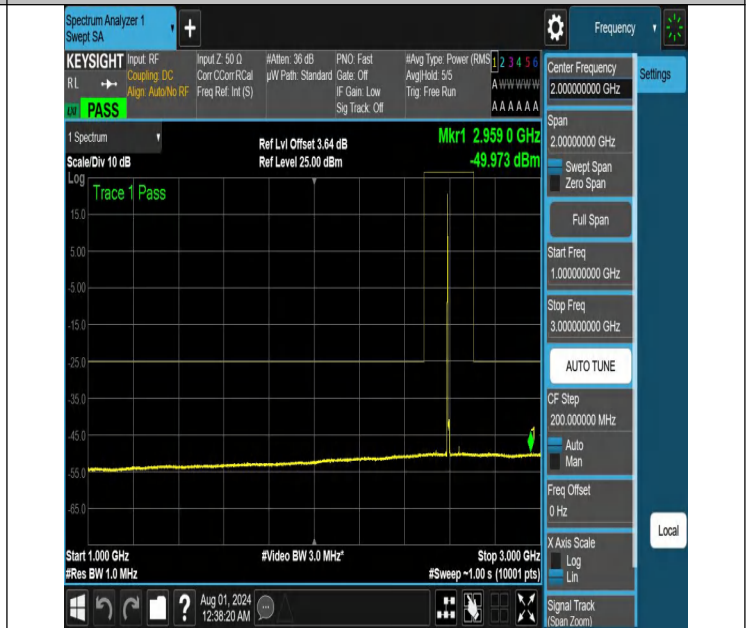 Spectrum Analyzer 1
Swept SA
+
Frequency
KEYSIGHT
RL
Input: RF
Coupling: DC
Align: Auto/No RF
Input Z: 50 Ω
Corr CCorr RCal
Freq Ref: Int (S)
#Atten: 36 dB
µW Path: Standard
PNO: Fast
Gate: Off
IF Gain: Low
Sig Track: Off
#Avg Type: Power (RMS
Avg|Hold: 5/5
Trig: Free Run
1 2 3 4 5 6
A W W W W W
A A A A A A
LXI PASS
1 Spectrum
Scale/Div 10 dB
Ref Lvl Offset 3.64 dB
Ref Level 25.00 dBm
Mkr1 2.959 0 GHz
-49.973 dBm
Log
Trace 1 Pass
15.0
5.00
-5.00
-15.0
-25.0
-35.0
-45.0
-55.0
-65.0
Start 1.000 GHz
#Res BW 1.0 MHz
#Video BW 3.0 MHz*
Stop 3.000 GHz
#Sweep ~1.00 s (10001 pts)
Center Frequency
2.000000000 GHz
Settings
Span
2.00000000 GHz
Swept Span
Zero Span
Full Span
Start Freq
1.000000000 GHz
Stop Freq
3.000000000 GHz
AUTO TUNE
CF Step
200.000000 MHz
Auto
Man
Freq Offset
0 Hz
X Axis Scale
Log
Lin
Local
Signal Track
(Span Zoom)
?
Aug 01, 2024
12:38:20 AM